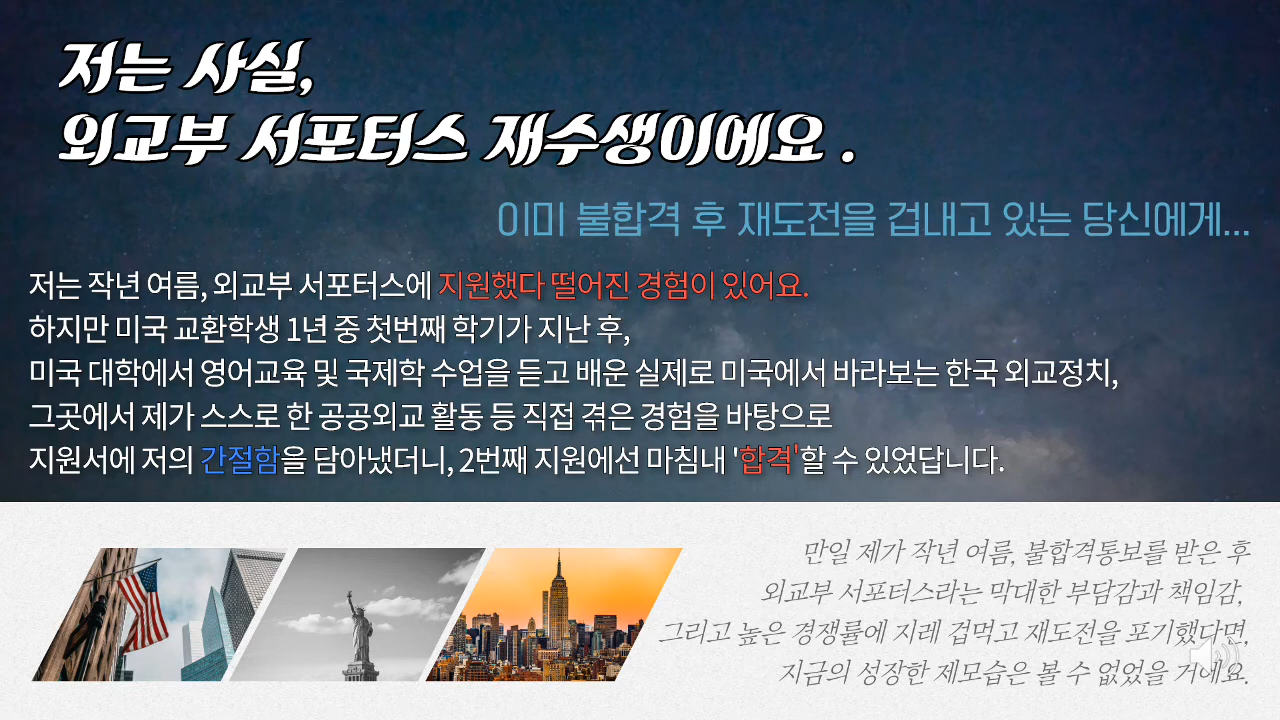 저는 사실,
외교부 서포터스 재수생이에요 .
이미 불합격 후 재도전을 겁내고 있는 당신에게...
저는 작년 여름, 외교부 서포터스에 지원했다 떨어진 경험이 있어요.
하지만 미국 교환학생 1년 중 첫번째 학기가 지난 후,
미국 대학에서 영어교육 및 국제학 수업을 듣고 배운 실제로 미국에서 바라보는 한국 외교정치,
그곳에서 제가 스스로 한 공공외교 활동 등 직접 겪은 경험을 바탕으로
지원서에 저의 간절함을 담아냈더니, 2번째 지원에선 마침내 '합격'할 수 있었답니다.
만일 제가 작년 여름, 불합격통보를 받은 후
외교부 서포터스라는 막대한 부담감과 책임감,
그리고 높은 경쟁률에 지레 겁먹고 재도전을 포기했다면,
지금의 성장한 제모습은 볼 수 없었을 거예요.